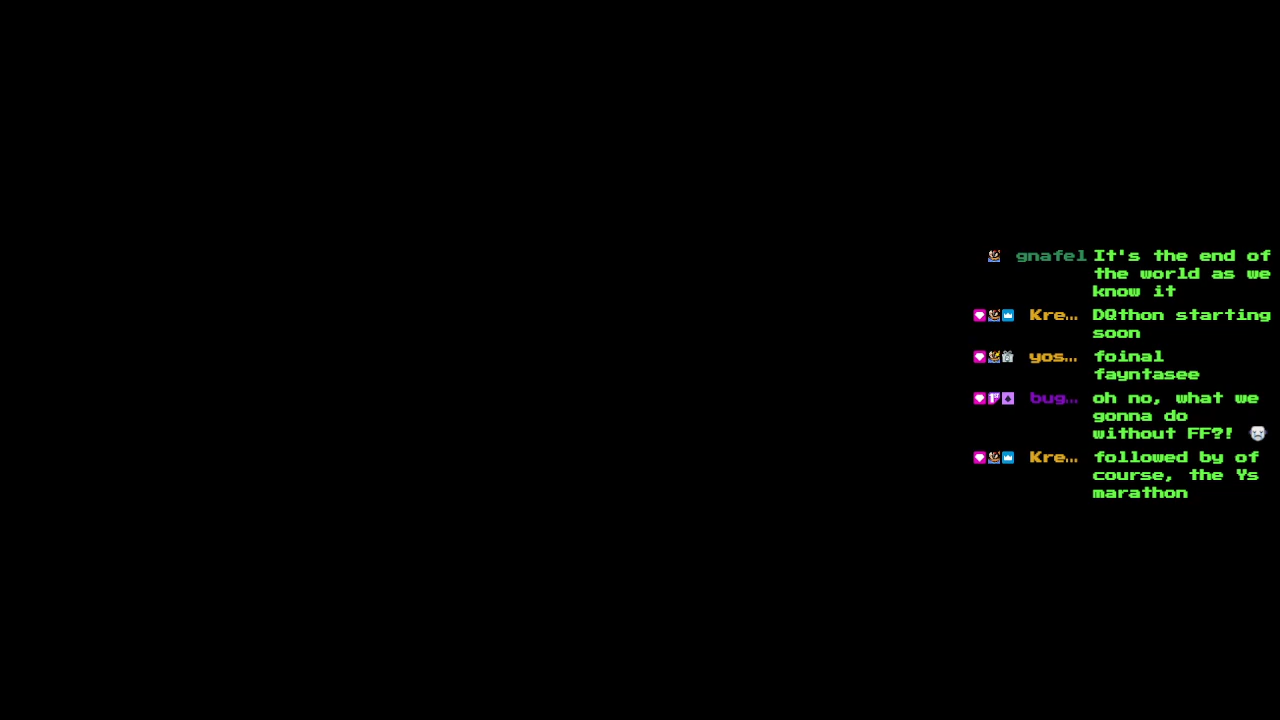 gnafel It's the end of
the world as we
know it
Kre... DQthon starting
soon
yos... foinal
fayntasee
bug... oh no, what we
gonna do
without FF?!
Kre... followed by of
course, the Ys
marathon